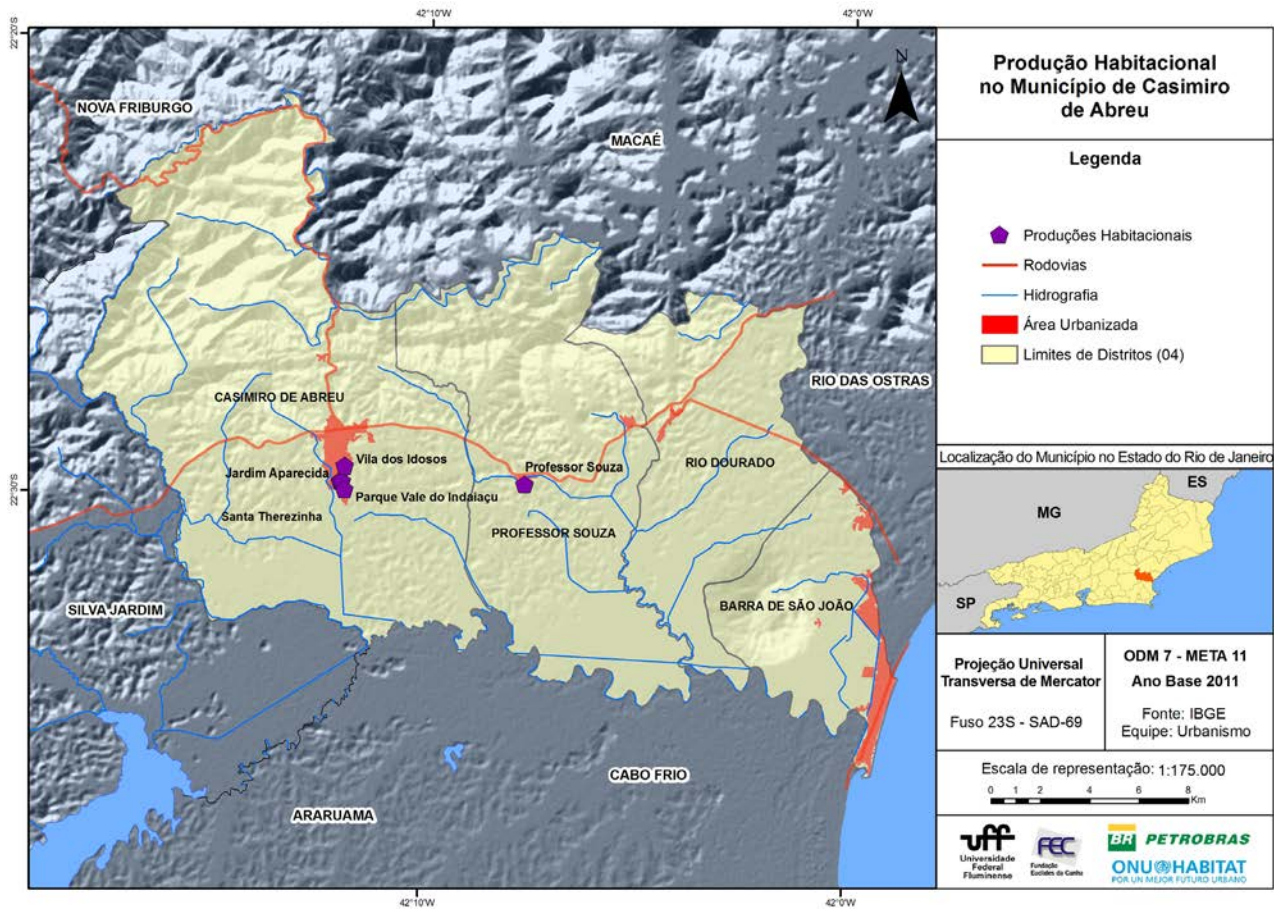 42°10'W
42°0'W
22°20'S
N
NOVA FRIBURGO
MACAÉ
RIO DAS OSTRAS
CASIMIRO DE ABREU
Vila dos Idosos
Jardim Aparecida
Professor Souza
RIO DOURADO
22°30'S
Parque Vale do Indaiaçu
Santa Therezinha
PROFESSOR SOUZA
SILVA JARDIM
BARRA DE SÃO JOÃO
CABO FRIO
ARARUAMA
42°10'W
42°0'W
Produção Habitacional
no Município de Casimiro
de Abreu
Legenda
Produções Habitacionais
Rodovias
Hidrografia
Área Urbanizada
Limites de Distritos (04)
Localização do Município no Estado do Rio de Janeiro
ES
MG
SP
Projeção Universal
Transversa de Mercator
Fuso 23S - SAD-69
ODM 7 - META 11
Ano Base 2011
Fonte: IBGE
Equipe: Urbanismo
Escala de representação: 1:175.000
0 1 2 4 6 8
Km
uff
Universidade
Federal
Fluminense
FEC
Fundação
Euclides da Cunha
BR PETROBRAS
ONU HABITAT
POR UN MEJOR FUTURO URBANO